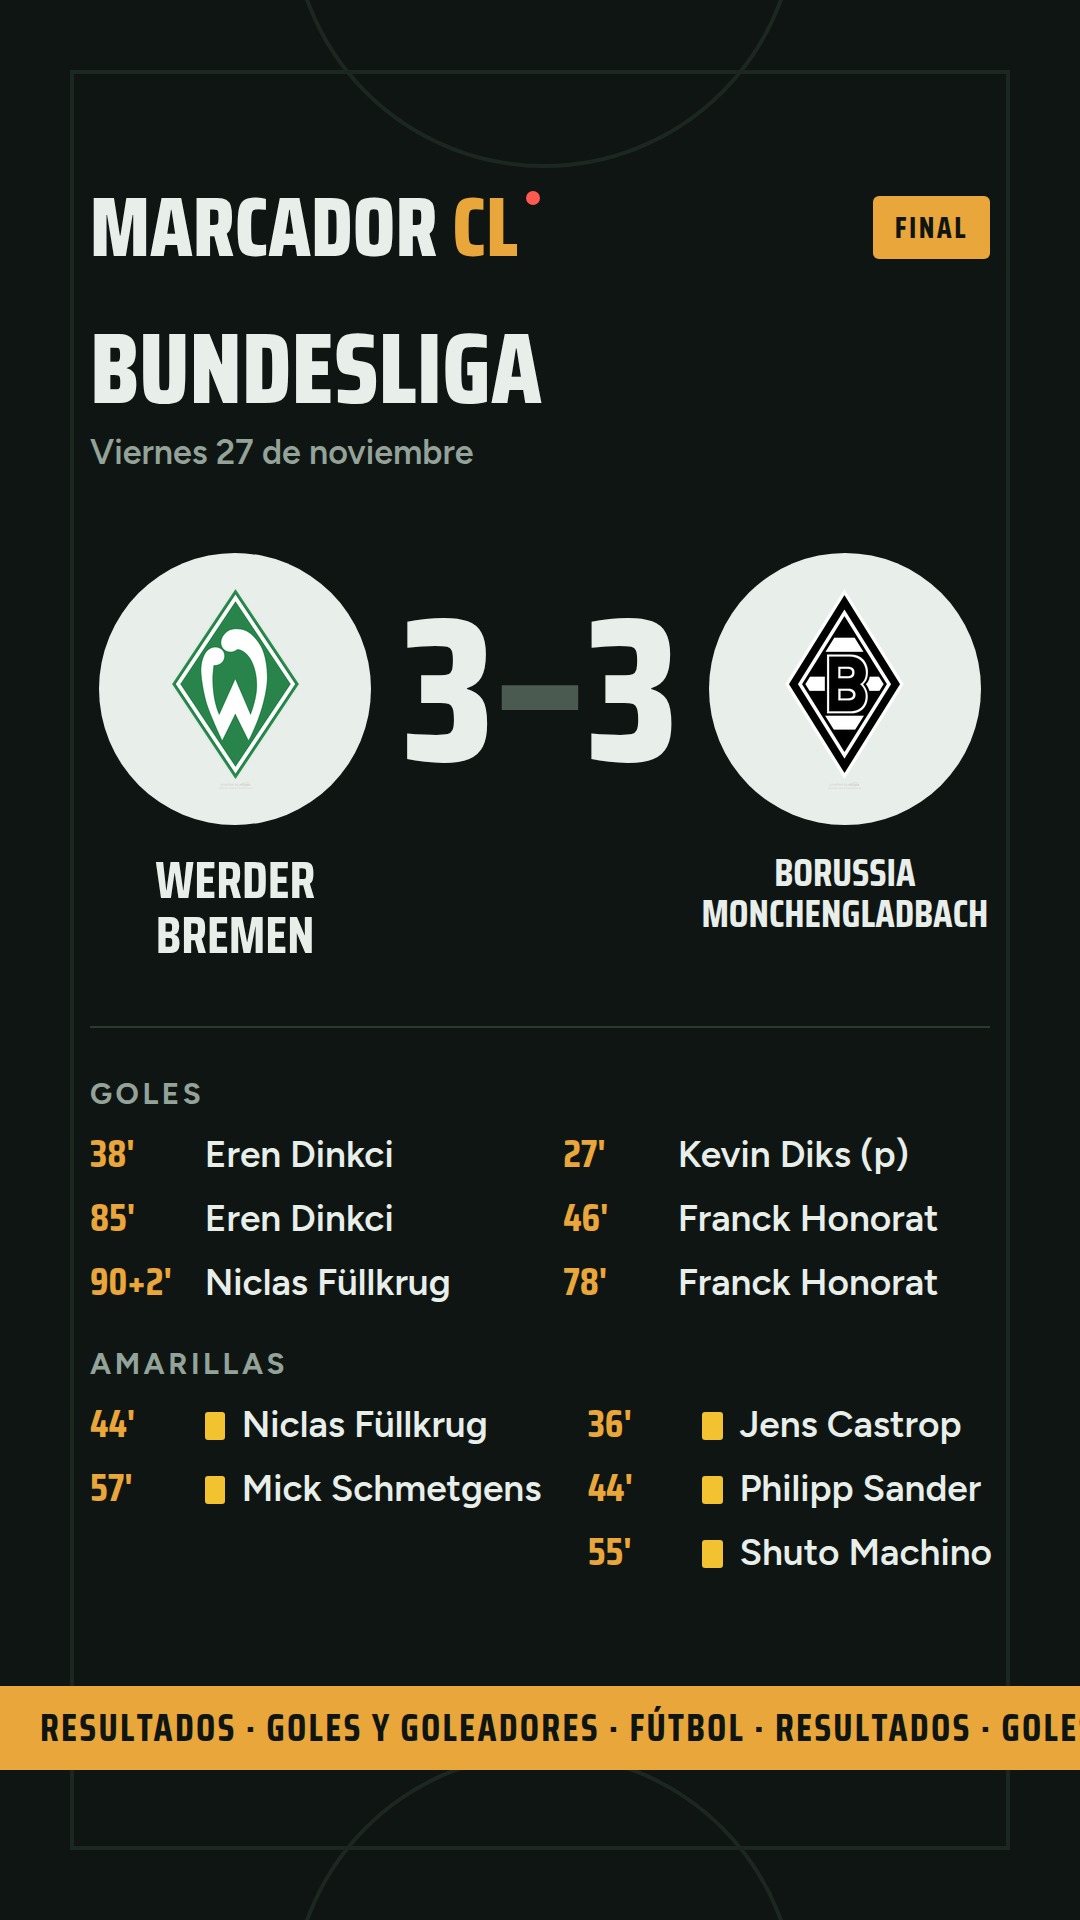 MARCADOR CL
FINAL
BUNDESLIGA
Viernes 27 de noviembre
3-3
B
WERDER
BREMEN
BORUSSIA
MONCHENGLADBACH
GOLES
38' Eren Dinkci
85' Eren Dinkci
90+2' Niclas Füllkrug
27' Kevin Diks (p)
46' Franck Honorat
78' Franck Honorat
AMARILLAS
44' Niclas Füllkrug
57' Mick Schmetgens
36' Jens Castrop
44' Philipp Sander
55' Shuto Machino
RESULTADOS · GOLES Y GOLEADORES · FÚTBOL · RESULTADOS · GOLES